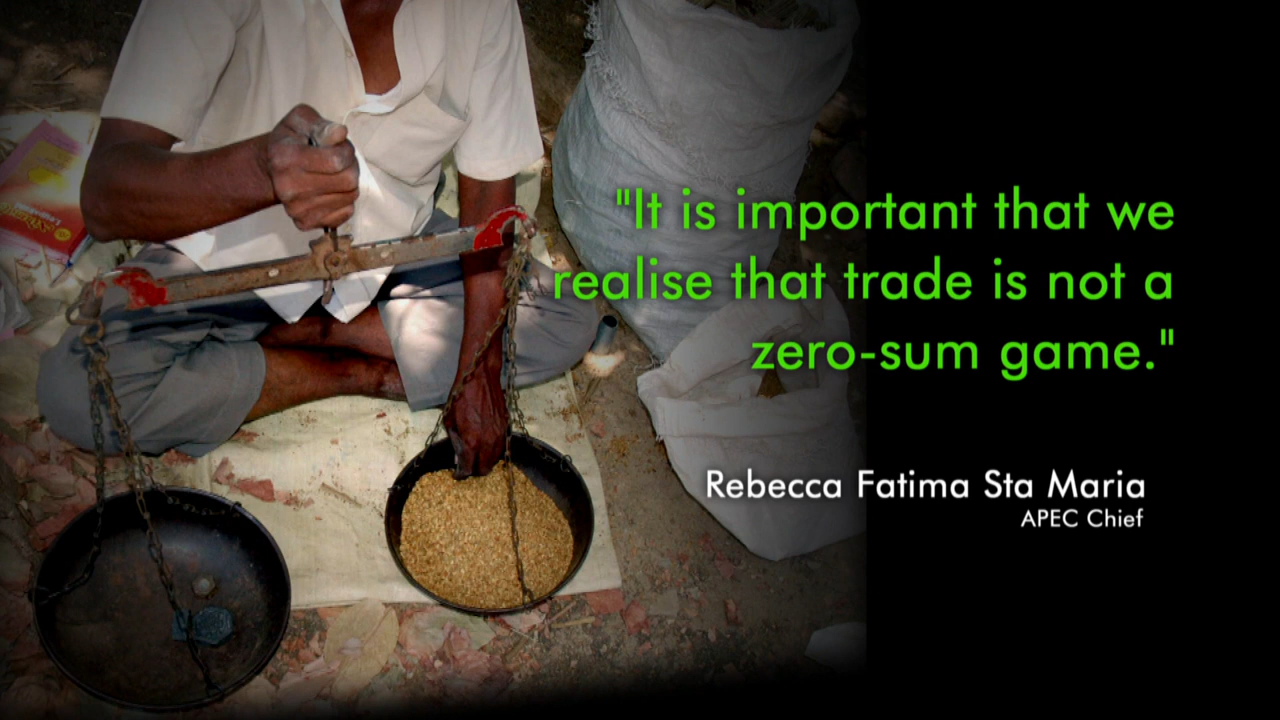 "It is important that we
realise that trade is not a
zero-sum game."
Rebecca Fatima Sta Maria
APEC Chief